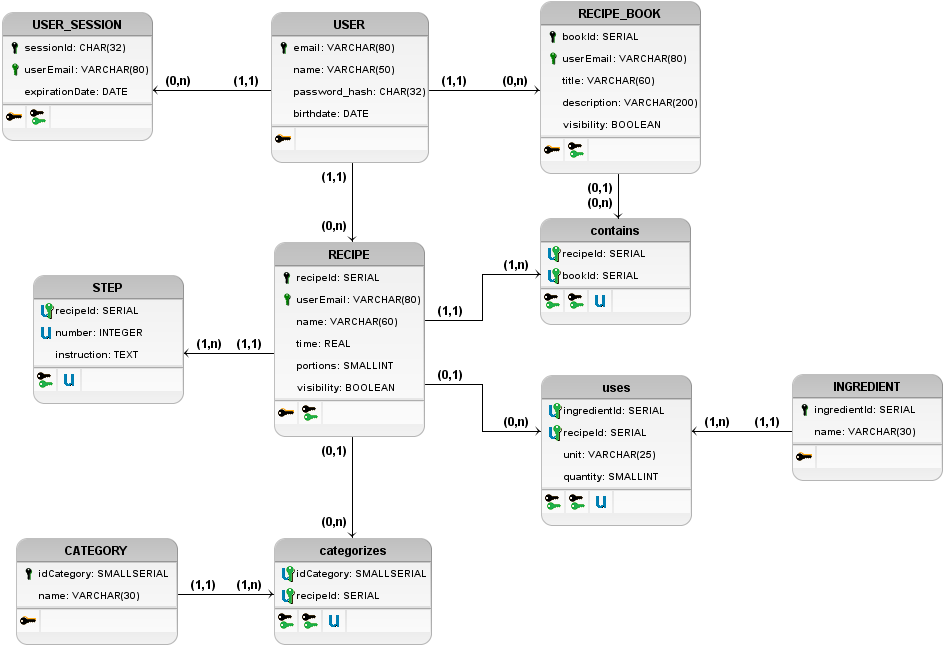 USER_SESSION
sessionId: CHAR(32)
userEmail: VARCHAR(80)
expirationDate: DATE
(0,n)
(1,1)
USER
email: VARCHAR(80)
name: VARCHAR(50)
password_hash: CHAR(32)
birthdate: DATE
(1,1)
(0,n)
RECIPE_BOOK
bookId: SERIAL
userEmail: VARCHAR(80)
title: VARCHAR(60)
description: VARCHAR(200)
visibility: BOOLEAN
(1,1)
(0,n)
(0,1)
(0,n)
contains
recipeId: SERIAL
bookId: SERIAL
RECIPE
recipeId: SERIAL
userEmail: VARCHAR(80)
name: VARCHAR(60)
time: REAL
portions: SMALLINT
visibility: BOOLEAN
(1,n)
(1,1)
STEP
recipeId: SERIAL
number: INTEGER
instruction: TEXT
(1,n)
(1,1)
(0,1)
(0,n)
uses
ingredientId: SERIAL
recipeId: SERIAL
unit: VARCHAR(25)
quantity: SMALLINT
(1,n)
(1,1)
INGREDIENT
ingredientId: SERIAL
name: VARCHAR(30)
(0,1)
(0,n)
CATEGORY
idCategory: SMALLSERIAL
name: VARCHAR(30)
(1,1)
(1,n)
categorizes
idCategory: SMALLSERIAL
recipeId: SERIAL